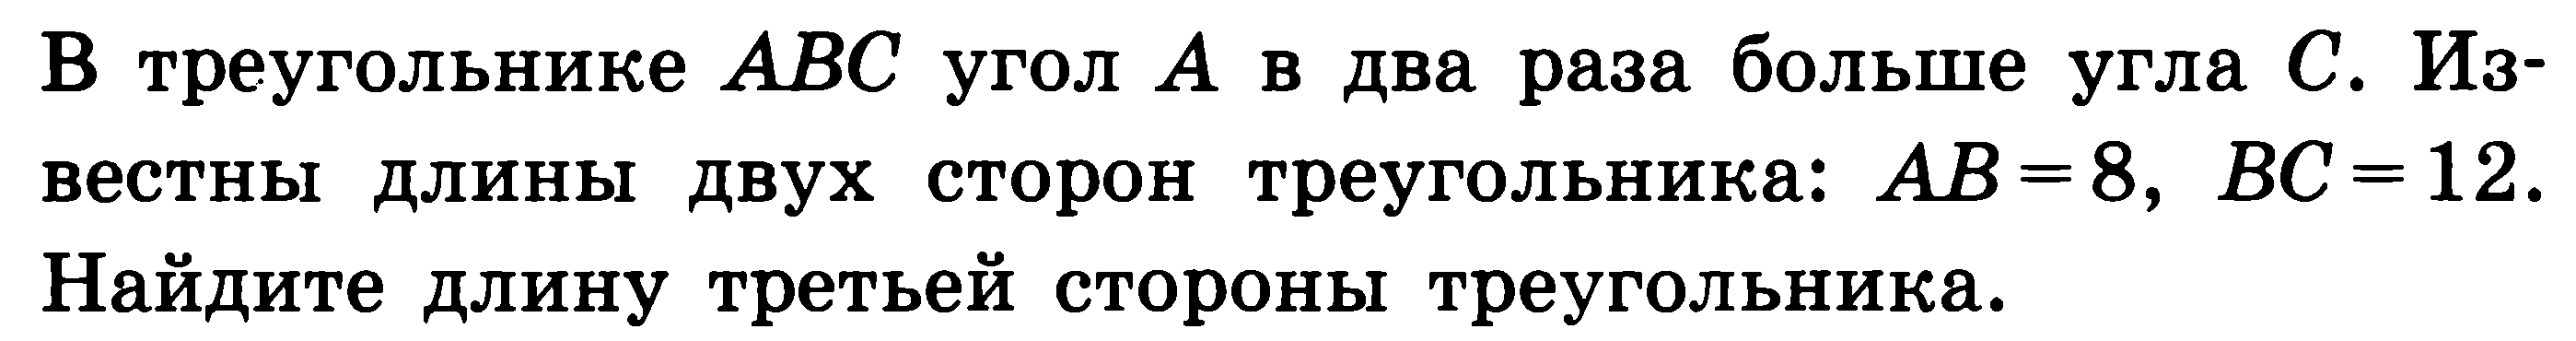 В треугольнике ABC угол A в два раза больше угла C. Из-
вестны длины двух сторон треугольника: AB = 8, BC = 12.
Найдите длину третьей стороны треугольника.